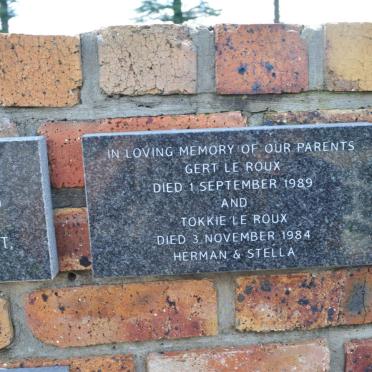 IN LOVING MEMORY OF OUR PARENTS
GERT LE ROUX
DIED 1 SEPTEMBER 1989
AND
TOKKIE LE ROUX
DIED 3 NOVEMBER 1984
HERMAN & STELLA
T.